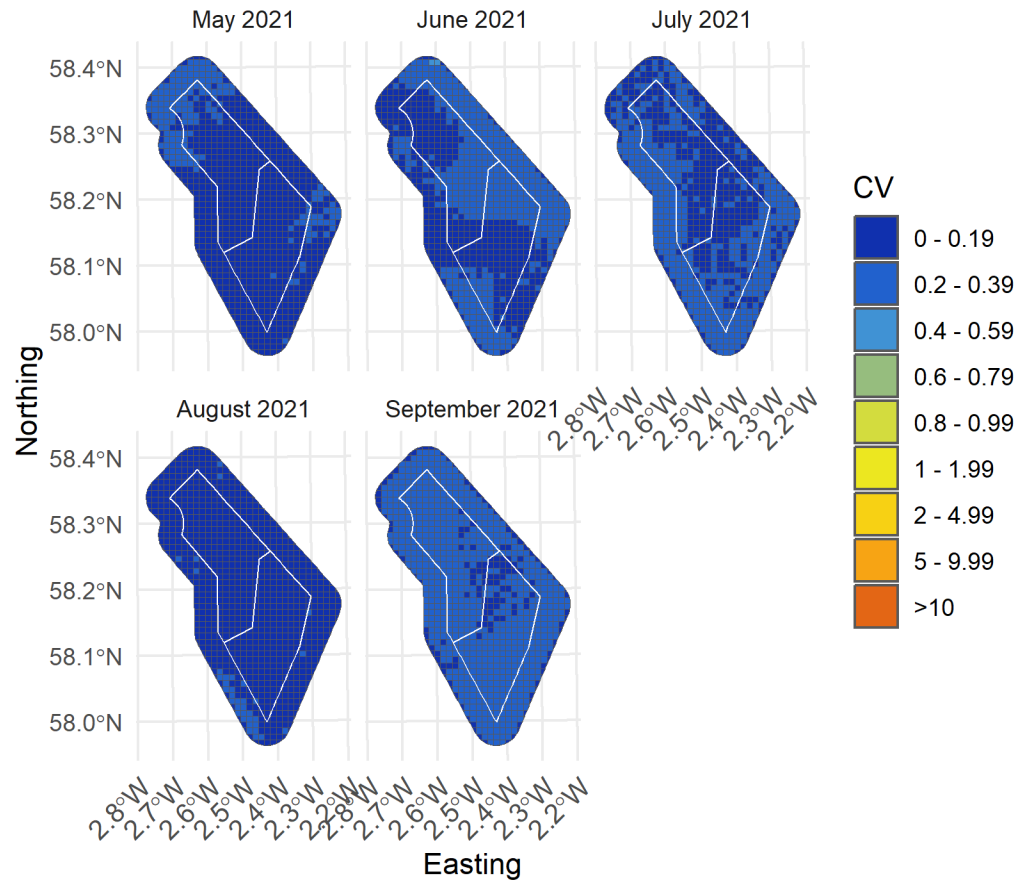 May 2021
June 2021
July 2021
58.4°N
58.3°N
58.2°N
58.1°N
58.0°N
2.8°W
2.7°W
2.6°W
2.5°W
2.4°W
2.3°W
2.2°W
August 2021
September 2021
58.4°N
58.3°N
58.2°N
58.1°N
58.0°N
2.8°W
2.7°W
2.6°W
2.5°W
2.4°W
2.3°W
2.2°W
2.8°W
2.7°W
2.6°W
2.5°W
2.4°W
2.3°W
2.2°W
Northing
Easting
CV
0 - 0.19
0.2 - 0.39
0.4 - 0.59
0.6 - 0.79
0.8 - 0.99
1 - 1.99
2 - 4.99
5 - 9.99
>10